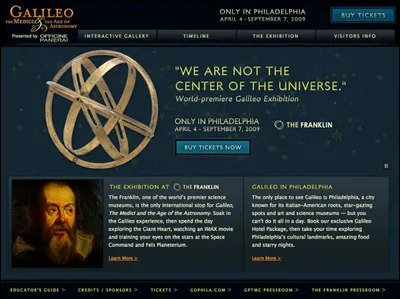 GALILEO
THE MEDICI & THE AGE OF ASTRONOMY
Presented by OFFICINE PANERAI
ONLY IN PHILADELPHIA
APRIL 4 - SEPTEMBER 7, 2009
BUY TICKETS
INTERACTIVE GALLERY
TIMELINE
THE EXHIBITION
VISITORS INFO
"WE ARE NOT THE
CENTER OF THE UNIVERSE."
World-premiere Galileo Exhibition
ONLY IN PHILADELPHIA
APRIL 4 - SEPTEMBER 7, 2009
THE FRANKLIN
BUY TICKETS NOW
THE EXHIBITION AT THE FRANKLIN
The Franklin, one of the world's premier science
museums, is the only international stop for Galileo,
The Medici and the Age of Astronomy. Soak in
the Galileo experience, then spend the day
exploring the Giant Heart, watching an IMAX movie
and training your eyes on the stars at the Space
Command and Fels Planetarium.
Learn More >
GALILEO IN PHILADELPHIA
The only place to see Galileo is Philadelphia, a city
known for its Italian-American roots, star-gazing
spots and art and science museums — but you
can't do it all in a day. Book our exclusive Galileo
Hotel Package, then take your time exploring
Philadelphia's cultural landmarks, amazing food
and starry nights.
Learn More >
EDUCATOR'S GUIDE >
CREDITS / SPONSORS >
TICKETS >
GOPHILA.COM >
GPTMC PRESSROOM >
THE FRANKLIN PRESSROOM >